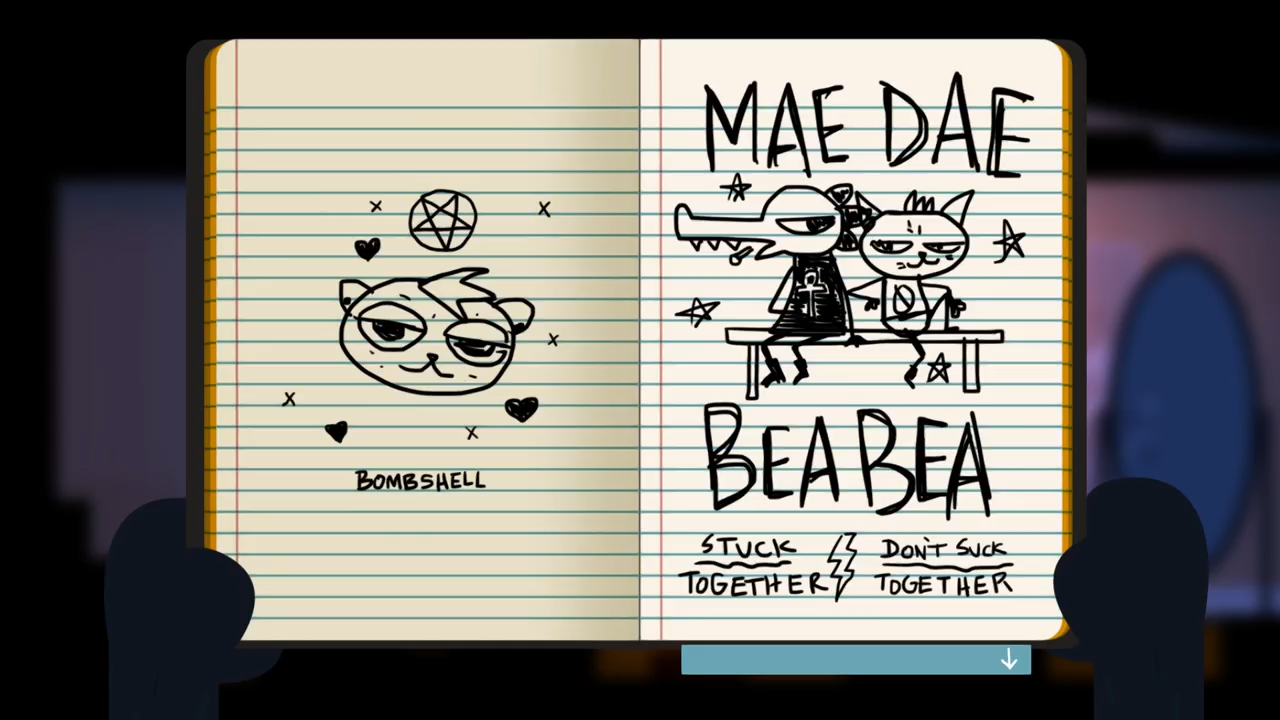 BOMBSHELL
MAE DAE
BEA BEA
STUCK
TOGETHER
DON'T SUCK
TOGETHER